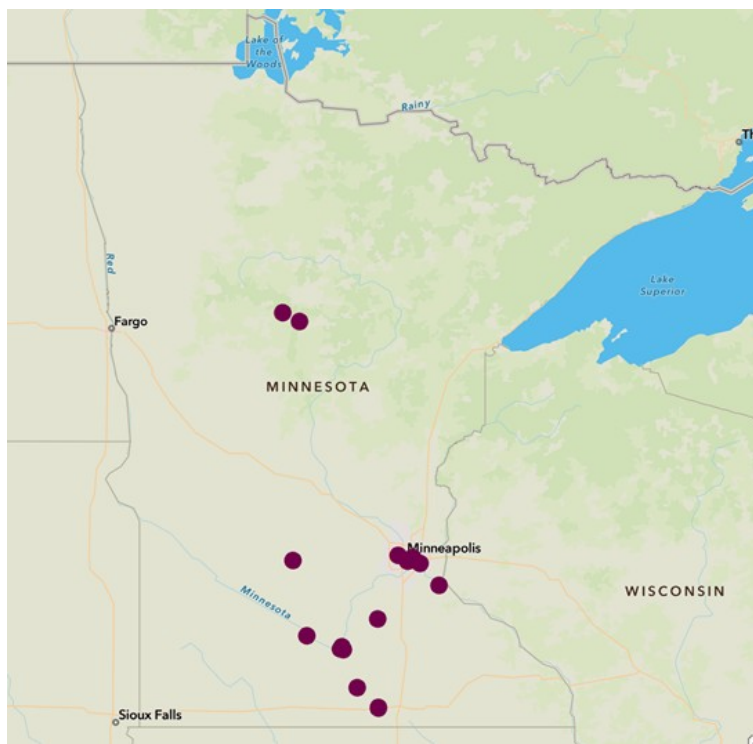 Lake of
the
Woods
Rainy
Th
Red
Lake
Superior
Fargo
MINNESOTA
Minneapolis
Minnesota
WISCONSIN
Sioux Falls